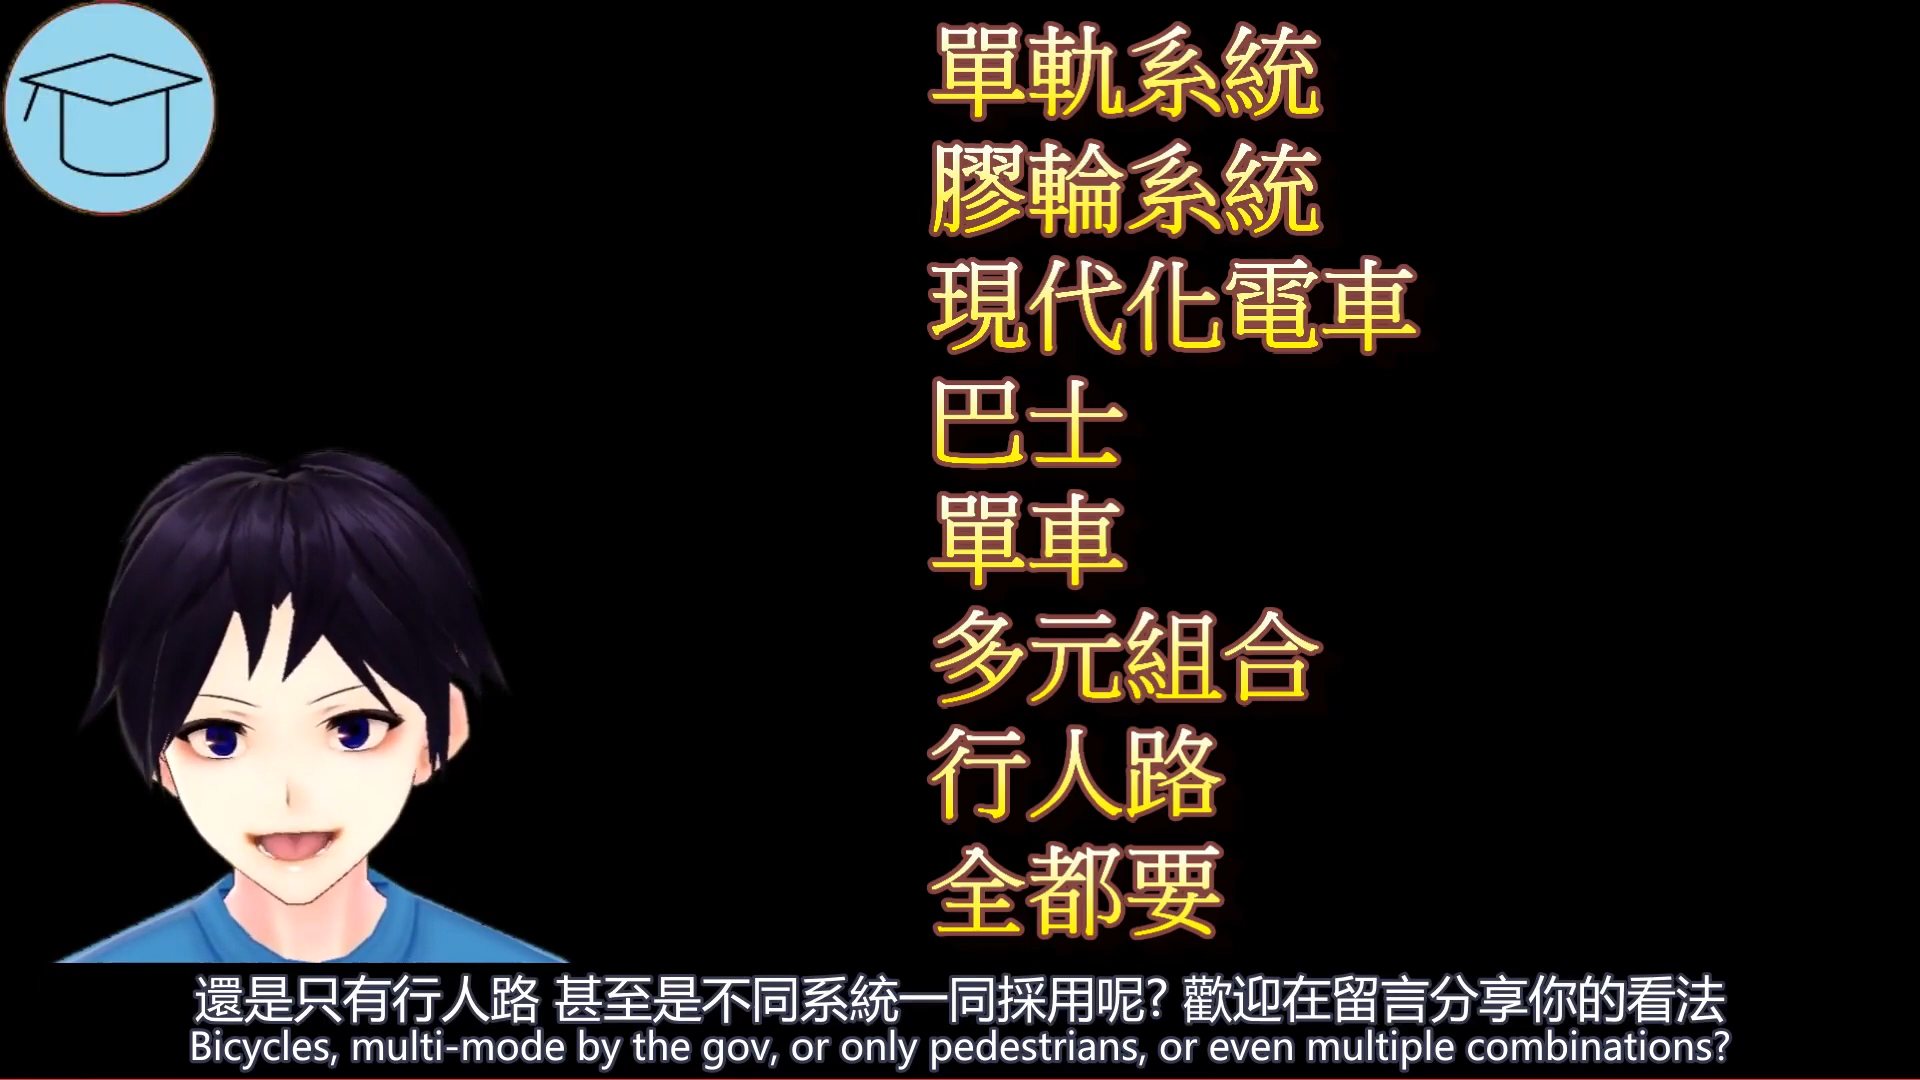 單軌系統
膠輪系統
現代化電車
巴士
單車
多元組合
行人路
全都要
還是只有行人路 甚至是不同系統一同採用呢? 歡迎在留言分享你的看法
Bicycles, multi-mode by the gov, or only pedestrians, or even multiple combinations?